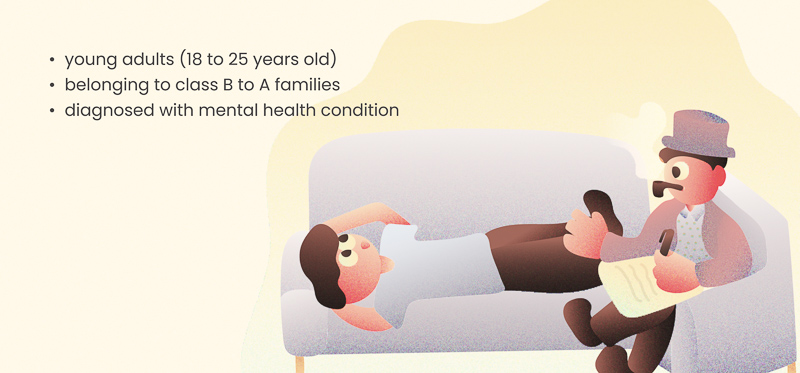 • young adults (18 to 25 years old)
• belonging to class B to A families
• diagnosed with mental health condition